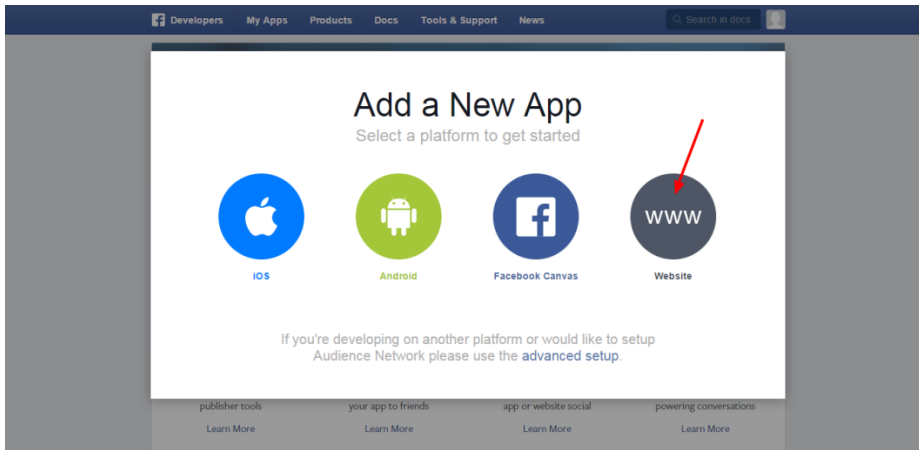 Developers My Apps Products Docs Tools & Support News Search in docs
Add a New App
Select a platform to get started
www
iOS Android Facebook Canvas Website
If you're developing on another platform or would like to setup
Audience Network please use the advanced setup.
publisher tools your app to friends app or website social powering conversations
Learn More Learn More Learn More Learn More